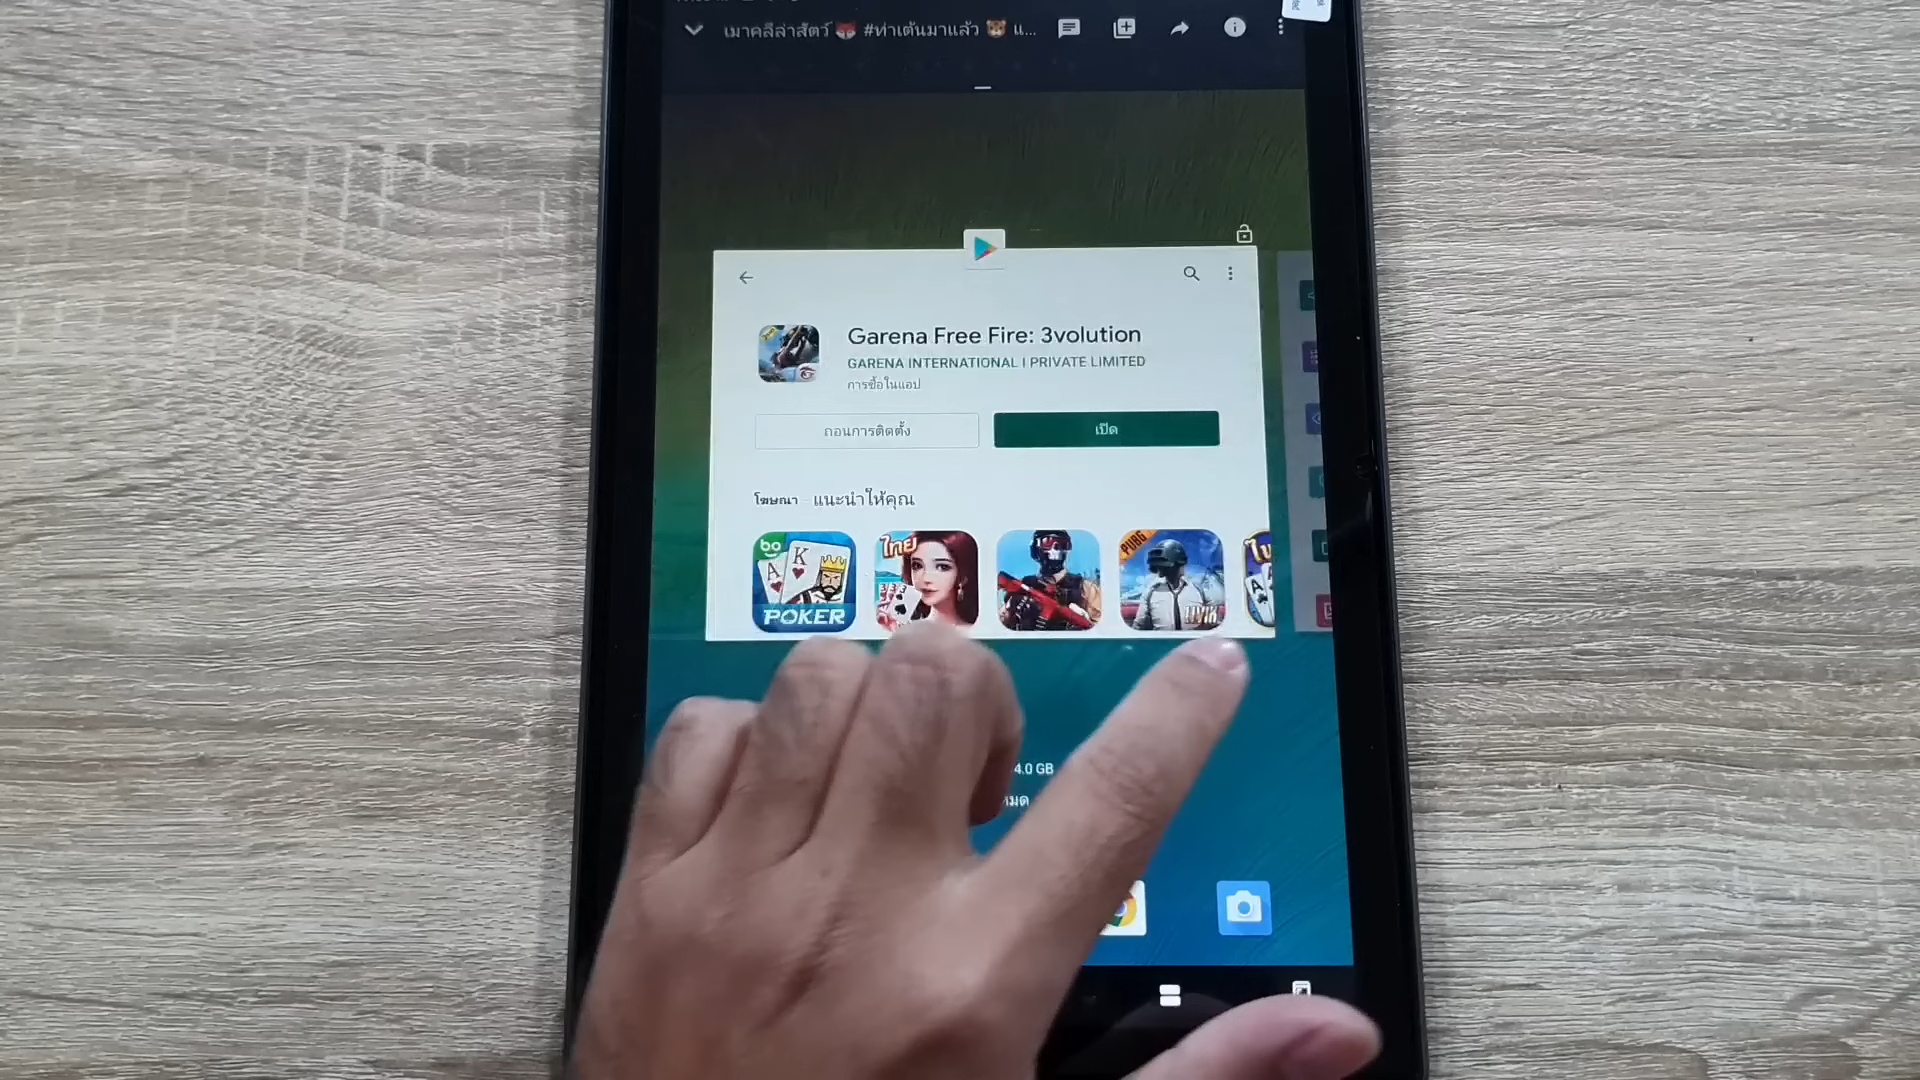 เมาคลีล่าสัตว์ 🦊 #ท่าเต้นมาแล้ว 🐯 แ...
Garena Free Fire: 3volution
GARENA INTERNATIONAL I PRIVATE LIMITED
การซื้อในแอป
ถอนการติดตั้ง
เปิด
โฆษณา · แนะนำให้คุณ
bo
K
A
POKER
ไทย
PUBG
4.0 GB